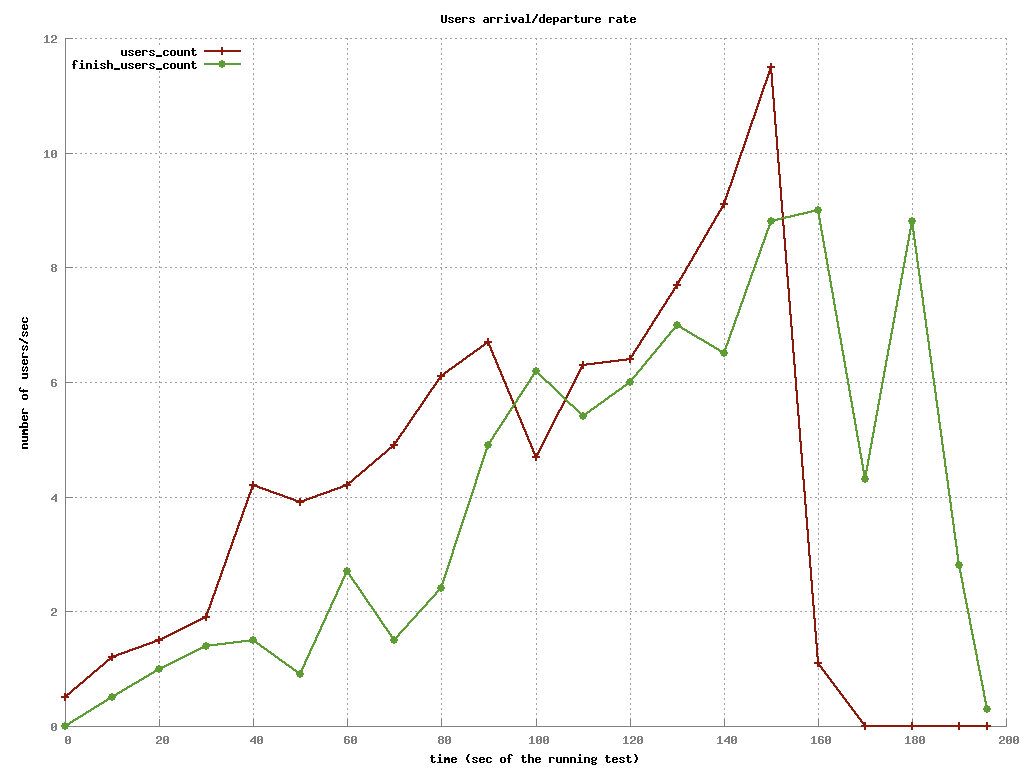 Users arrival/departure rate
users_count
finish_users_count
12
10
8
6
4
2
0
number of users/sec
0 20 40 60 80 100 120 140 160 180 200
time (sec of the running test)